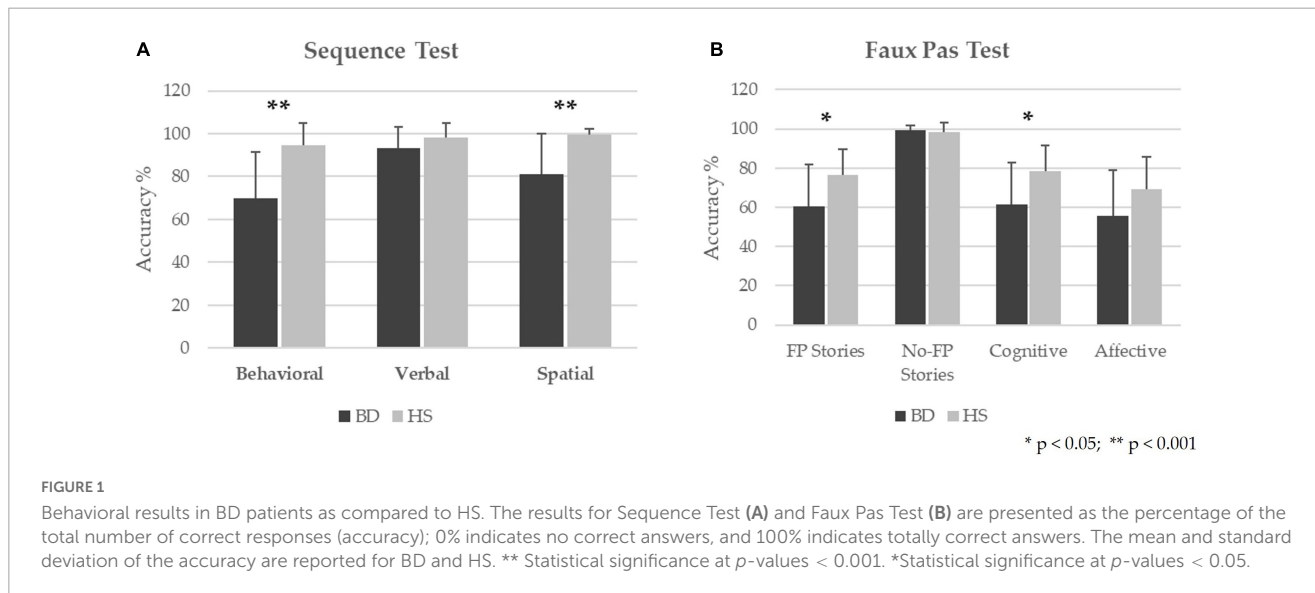 A
Sequence Test
120
100
80
60
40
20
0
Accuracy %
**
**
Behavioral Verbal Spatial
BD HS
B
Faux Pas Test
120
100
80
60
40
20
0
Accuracy %
*
*
FP Stories No-FP Stories Cognitive Affective
BD HS
* p < 0.05; ** p < 0.001
FIGURE 1
Behavioral results in BD patients as compared to HS. The results for Sequence Test (A) and Faux Pas Test (B) are presented as the percentage of the
total number of correct responses (accuracy); 0% indicates no correct answers, and 100% indicates totally correct answers. The mean and standard
deviation of the accuracy are reported for BD and HS. ** Statistical significance at p-values < 0.001. *Statistical significance at p-values < 0.05.